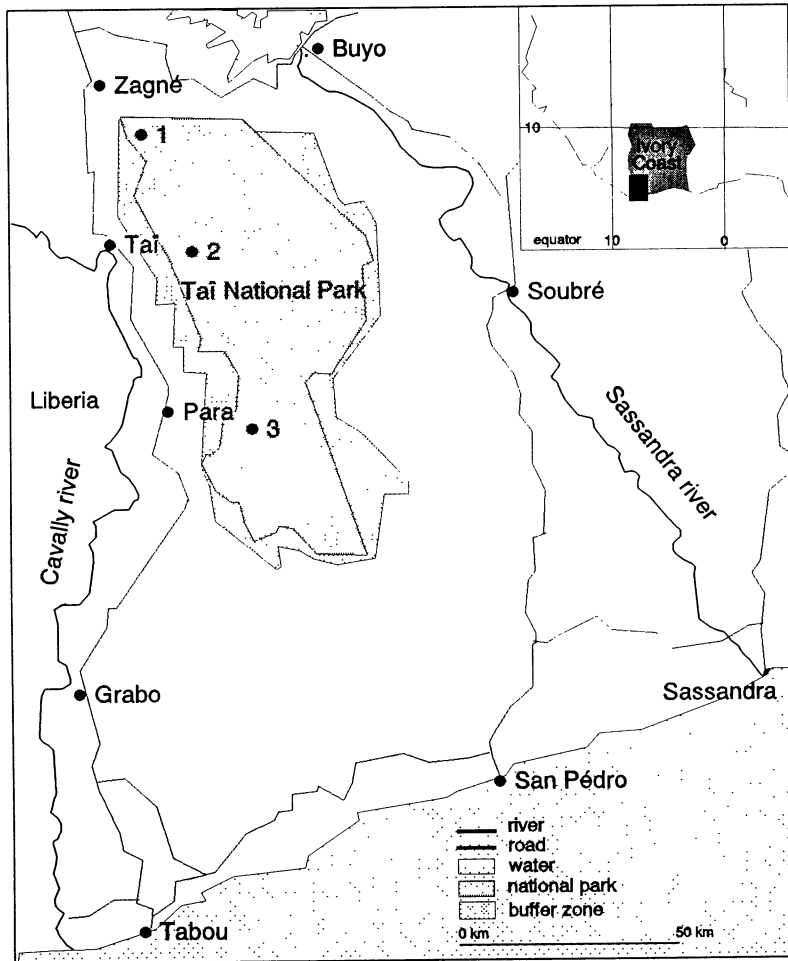 Buyo
Zagné
1
10
Ivory
Coast
Taï
2
equator
10
0
Taï National Park
Soubré
Liberia
Para
3
Sassandra river
Cavally river
Grabo
Sassandra
San Pédro
river
road
water
national park
buffer zone
0 km
50 km
Tabou